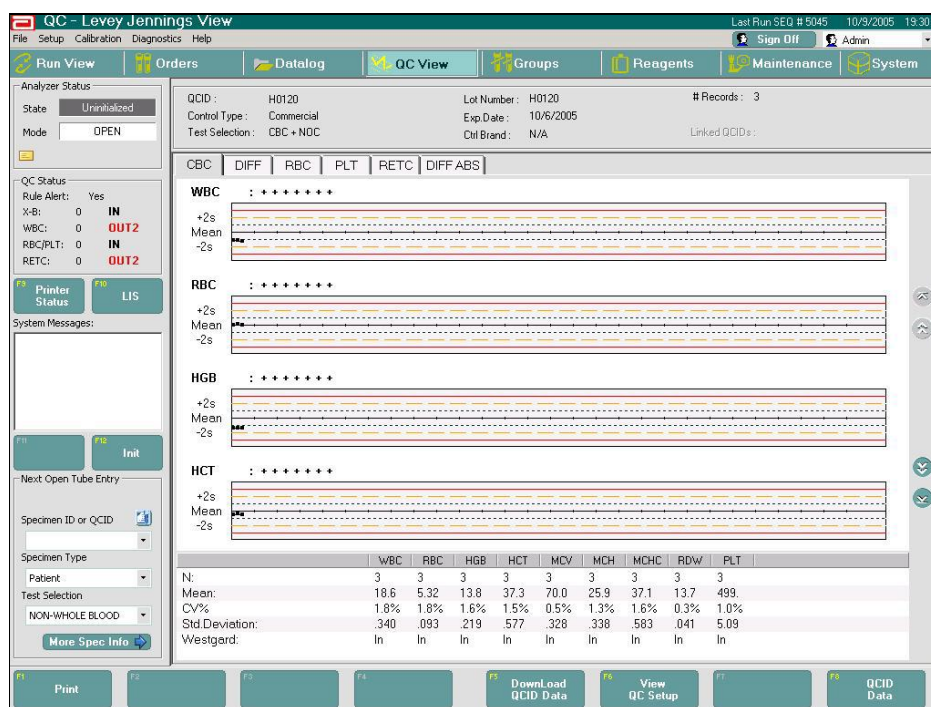 QC - Levey Jennings View
Last Run SEQ # 5045 10/9/2005 19:30
File Setup Calibration Diagnostics Help
Sign Off Admin
Run View Orders Datalog QC View Groups Reagents Maintenance System
Analyzer Status
State Uninitialized
Mode OPEN
QC Status
Rule Alert: Yes
X-B: 0 IN
WBC: 0 OUT2
RBC/PLT: 0 IN
RETC: 0 OUT2
F9 Printer Status
F10 LIS
System Messages:
F11
F12 Init
Next Open Tube Entry
Specimen ID or QCID
Specimen Type
Patient
Test Selection
NON-WHOLE BLOOD
More Spec Info
QCID : H0120 Lot Number : H0120 # Records : 3
Control Type : Commercial Exp.Date : 10/6/2005
Test Selection : CBC + NOC Ctrl Brand : N/A Linked QCIDs :
CBC DIFF RBC PLT RETC DIFF ABS
WBC : + + + + + + +
+2s
Mean
-2s
RBC : + + + + + + +
+2s
Mean
-2s
HGB : + + + + + + +
+2s
Mean
-2s
HCT : + + + + + + +
+2s
Mean
-2s
WBC RBC HGB HCT MCV MCH MCHC RDW PLT
N: 3 3 3 3 3 3 3 3 3
Mean: 18.6 5.32 13.8 37.3 70.0 25.9 37.1 13.7 499.
CV% 1.8% 1.8% 1.6% 1.5% 0.5% 1.3% 1.6% 0.3% 1.0%
Std.Deviation: .340 .093 .219 .577 .328 .338 .583 .041 5.09
Westgard: In In In In In In In In In
F1 Print
F2
F3
F4
F5 DownLoad QCID Data
F6 View QC Setup
F7
F8 QCID Data